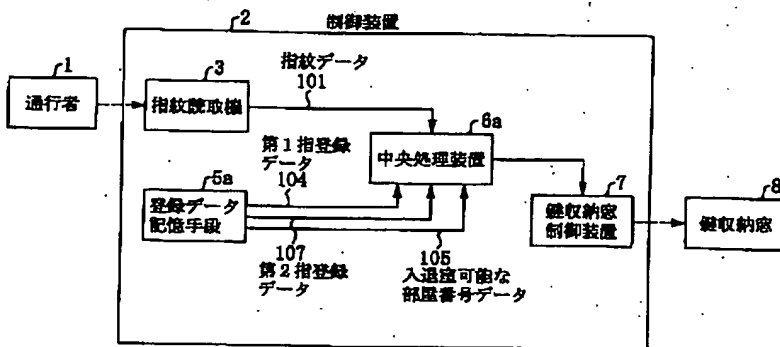 2
制御装置
1
通行者
3
指紋読取機
指紋データ
101
6a
中央処理装置
第1指登録
データ
104
5a
登録データ
記憶手段
107
第2指登録
データ
105
入退室可能な
部屋番号データ
7
鍵収納窓
制御装置
8
鍵収納窓